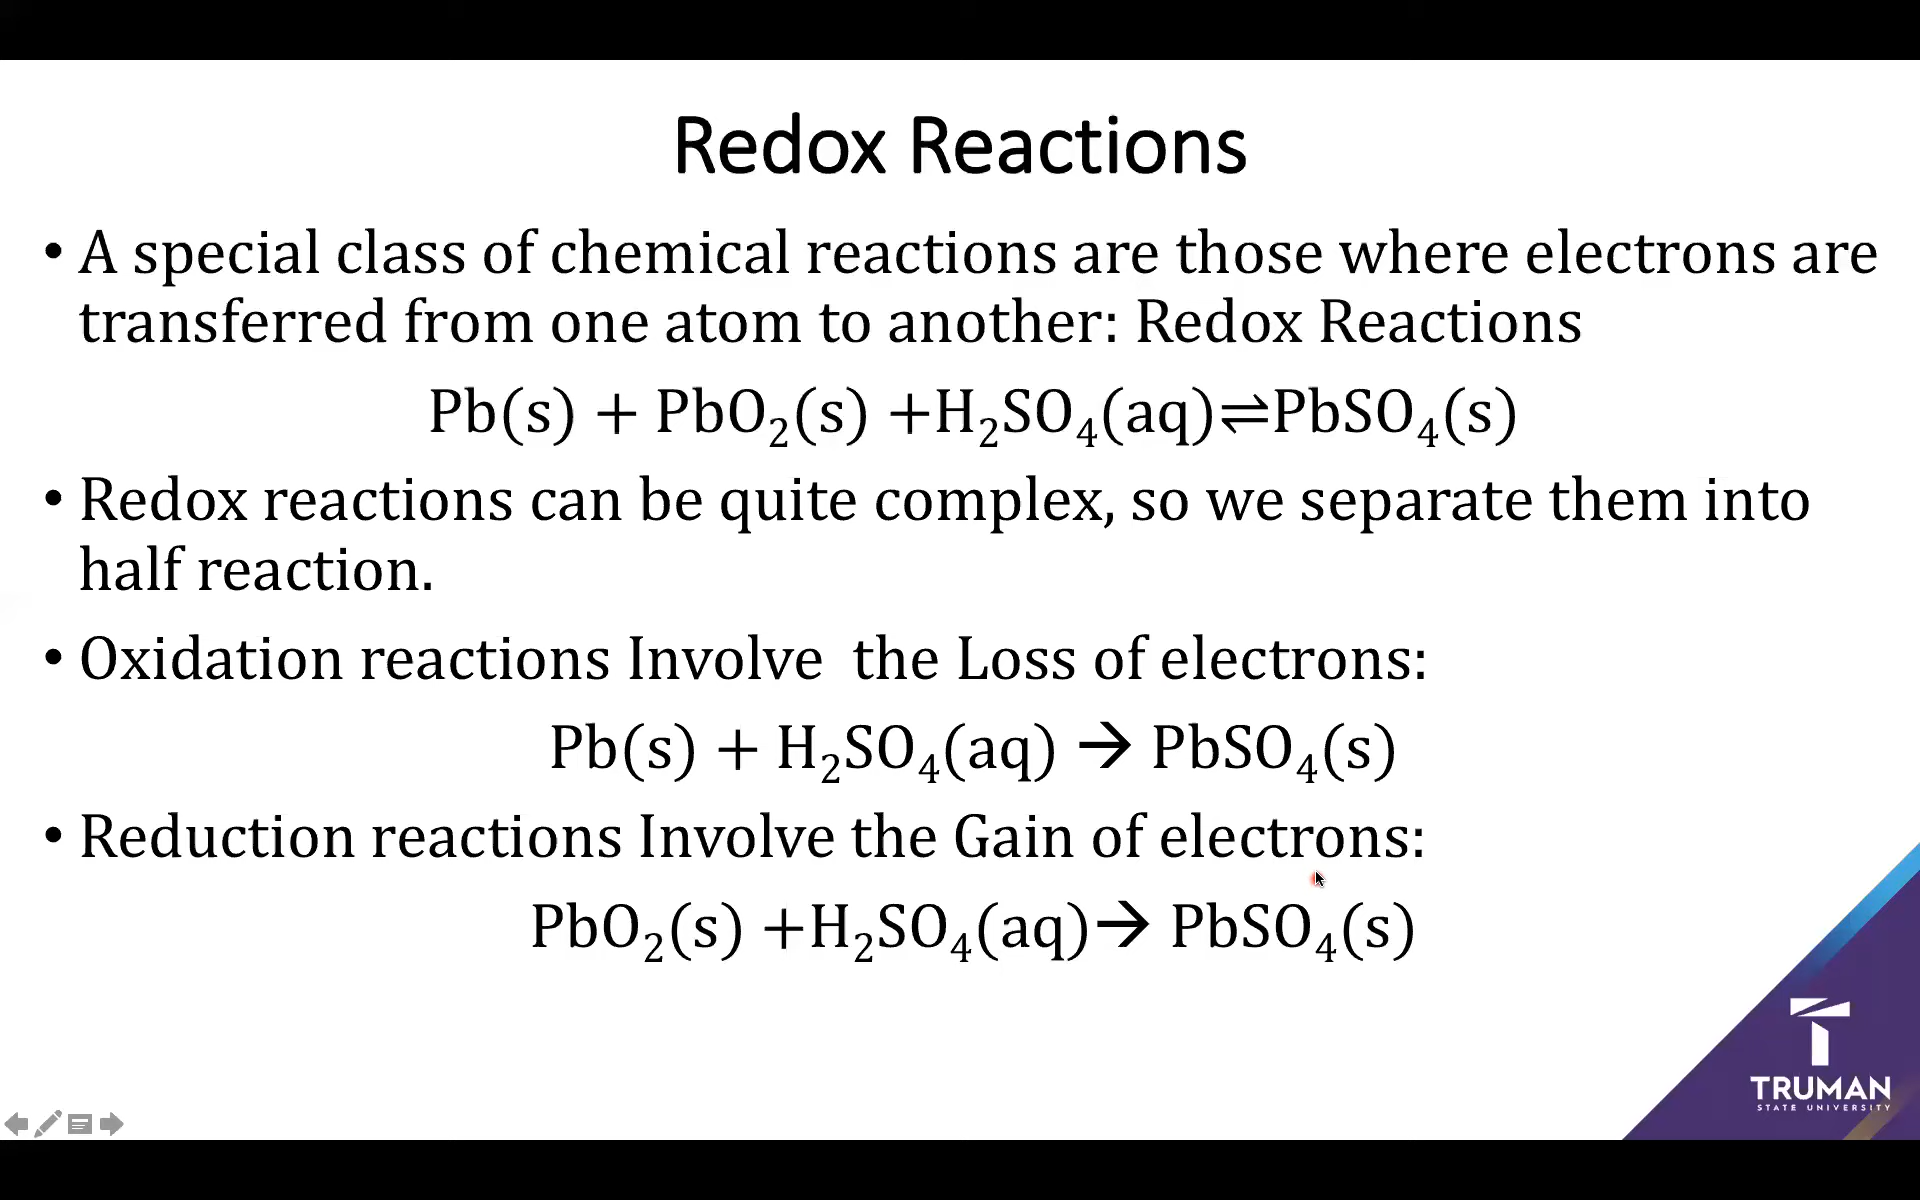 Redox Reactions
• A special class of chemical reactions are those where electrons are
transferred from one atom to another: Redox Reactions
Pb(s) + PbO₂(s) +H₂SO₄(aq)⇌PbSO₄(s)
• Redox reactions can be quite complex, so we separate them into
half reaction.
• Oxidation reactions Involve  the Loss of electrons:
Pb(s) + H₂SO₄(aq) → PbSO₄(s)
• Reduction reactions Involve the Gain of electrons:
PbO₂(s) +H₂SO₄(aq)→ PbSO₄(s)
TRUMAN
STATE UNIVERSITY